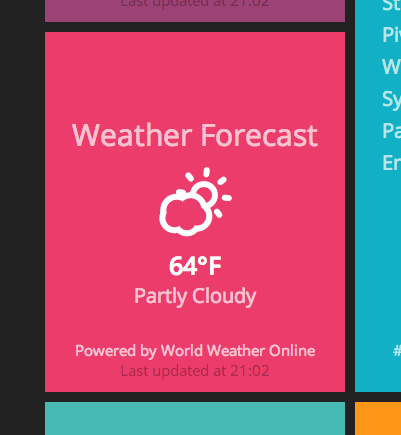 Last updated at 21:02
Weather Forecast
64°F
Partly Cloudy
Powered by World Weather Online
Last updated at 21:02
St
Pi
W
Sy
Pa
Er
#